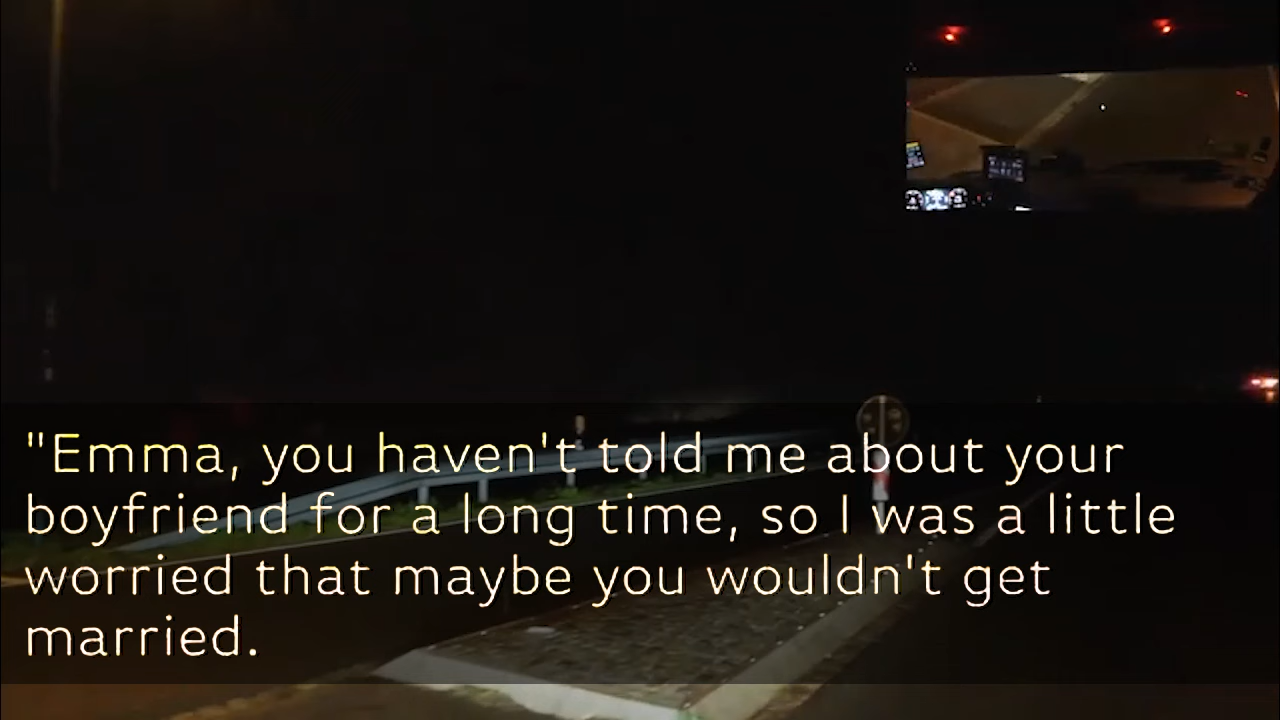 "Emma, you haven't told me about your
boyfriend for a long time, so I was a little
worried that maybe you wouldn't get
married.